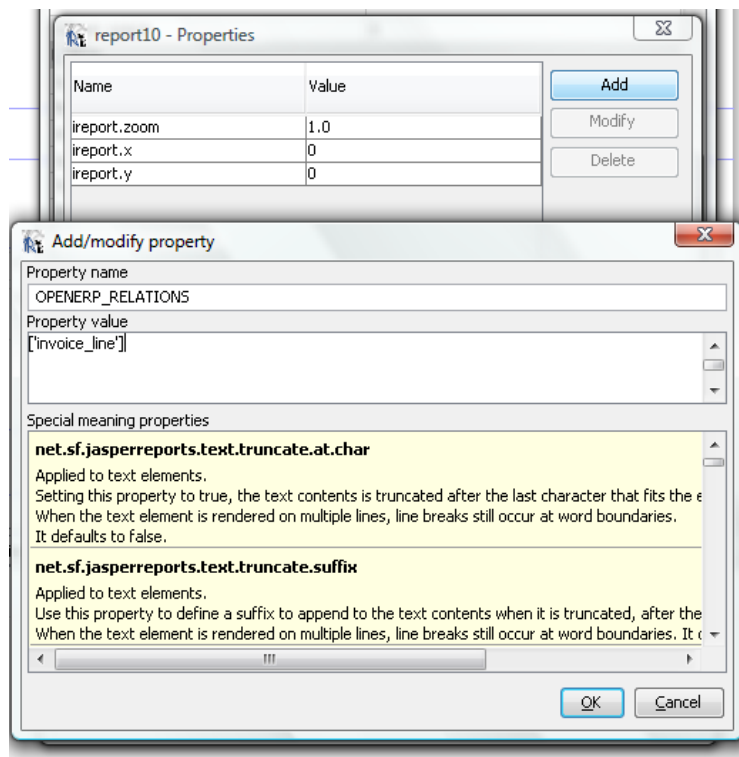 report10 - Properties
Name Value
Add
ireport.zoom 1.0
Modify
ireport.x 0
Delete
ireport.y 0
Add/modify property
Property name
OPENERP_RELATIONS
Property value
['invoice_line']
Special meaning properties
net.sf.jasperreports.text.truncate.at.char
Applied to text elements.
Setting this property to true, the text contents is truncated after the last character that fits the
When the text element is rendered on multiple lines, line breaks still occur at word boundaries.
It defaults to false.
net.sf.jasperreports.text.truncate.suffix
Applied to text elements.
Use this property to define a suffix to append to the text contents when it is truncated, after the
When the text element is rendered on multiple lines, line breaks still occur at word boundaries. It
OK Cancel